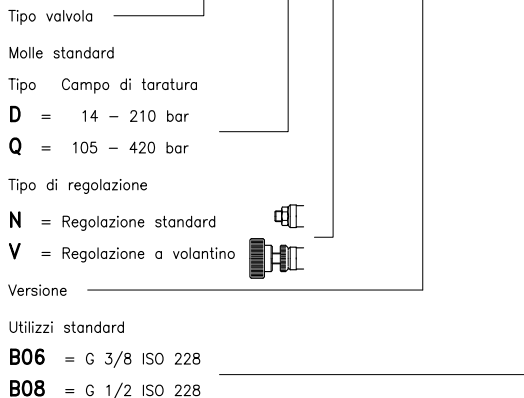 Tipo valvola
Molle standard
Tipo Campo di taratura
D = 14 – 210 bar
Q = 105 – 420 bar
Tipo di regolazione
N = Regolazione standard
V = Regolazione a volantino
Versione
Utilizzi standard
B06 = G 3/8 ISO 228
B08 = G 1/2 ISO 228